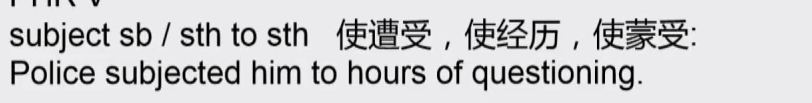 subject sb / sth to sth 使遭受，使经历，使蒙受:
Police subjected him to hours of questioning.